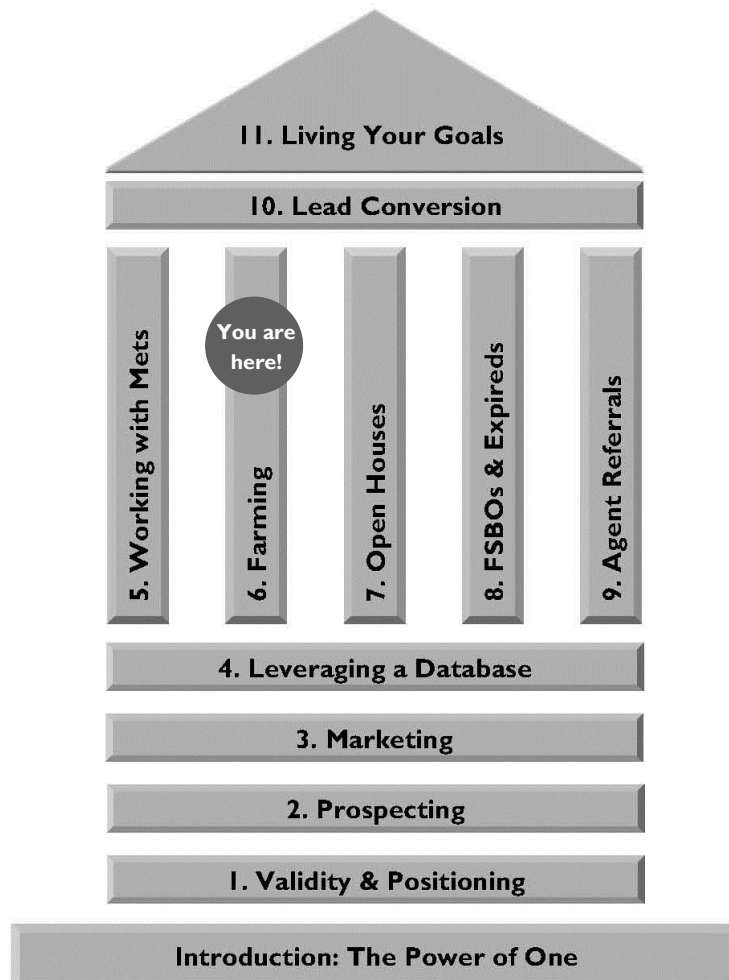 11. Living Your Goals
10. Lead Conversion
5. Working with Mets
6. Farming
You are
here!
7. Open Houses
8. FSBOs & Expireds
9. Agent Referrals
4. Leveraging a Database
3. Marketing
2. Prospecting
1. Validity & Positioning
Introduction: The Power of One